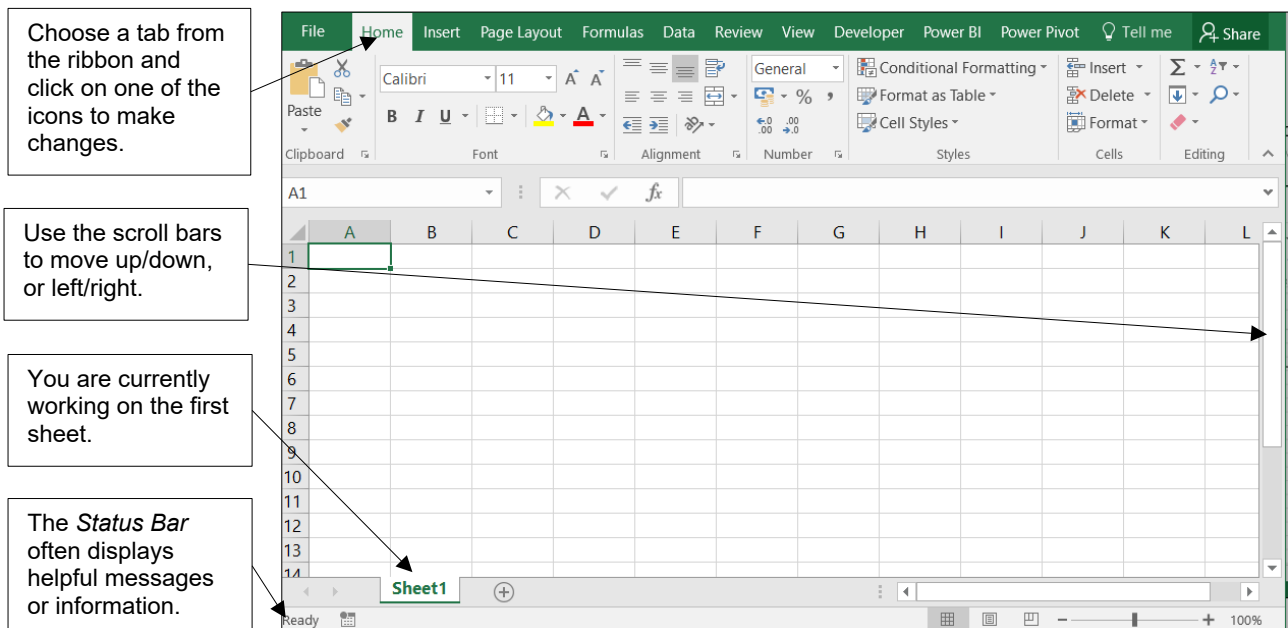 Choose a tab from
the ribbon and
click on one of the
icons to make
changes.
Use the scroll bars
to move up/down,
or left/right.
You are currently
working on the first
sheet.
The Status Bar
often displays
helpful messages
or information.
File Home Insert Page Layout Formulas Data Review View Developer Power BI Power Pivot Tell me Share
Calibri 11 A A General Conditional Formatting Insert Σ
Paste % , Format as Table Delete
B I U A Cell Styles Format
Clipboard Font Alignment Number Styles Cells Editing
A1 fx
A B C D E F G H I J K L
1
2
3
4
5
6
7
8
9
10
11
12
13
14
Sheet1
Ready 100%